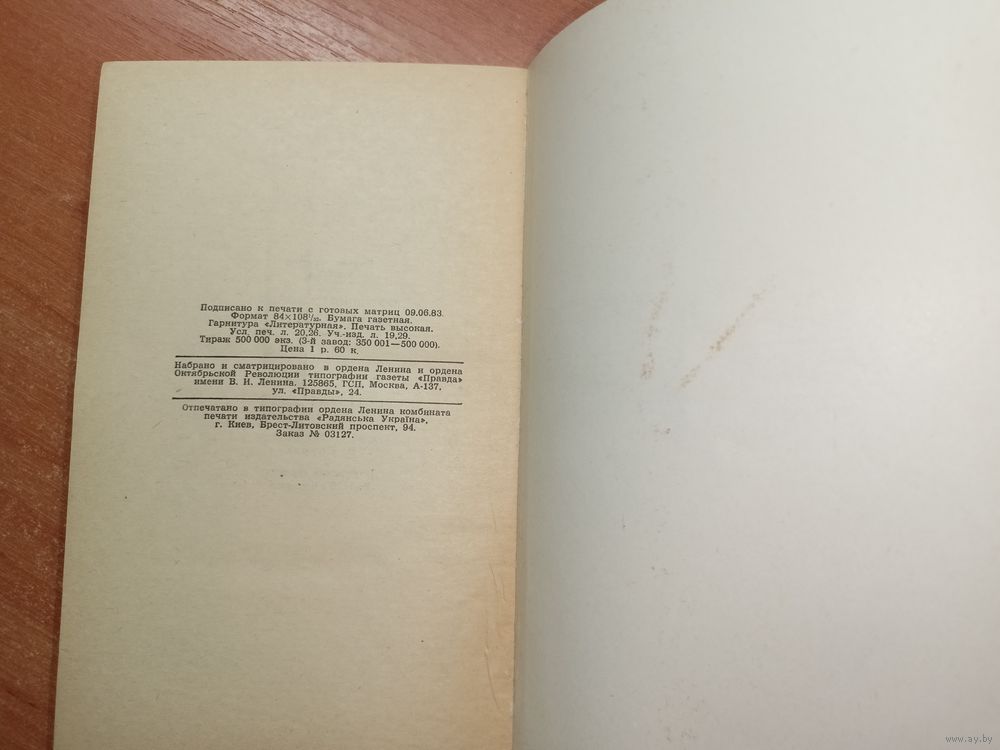 Подписано к печати с готовых матриц 09.06.83.
Формат 84×108¹/₃₂. Бумага газетная.
Гарнитура «Литературная». Печать высокая.
Усл. печ. л. 20,26. Уч.-изд. л. 19,29.
Тираж 500 000 экз. (3-й завод: 350 001—500 000).
Цена 1 р. 60 к.
Набрано и сматрицировано в ордена Ленина и ордена
Октябрьской Революции типографии газеты «Правда»
имени В. И. Ленина. 125865, ГСП, Москва, А-137,
ул. «Правды», 24.
Отпечатано в типографии ордена Ленина комбината
печати издательства «Радянська Україна»,
г. Киев, Брест-Литовский проспект, 94.
Заказ № 03127.
www.ay.by